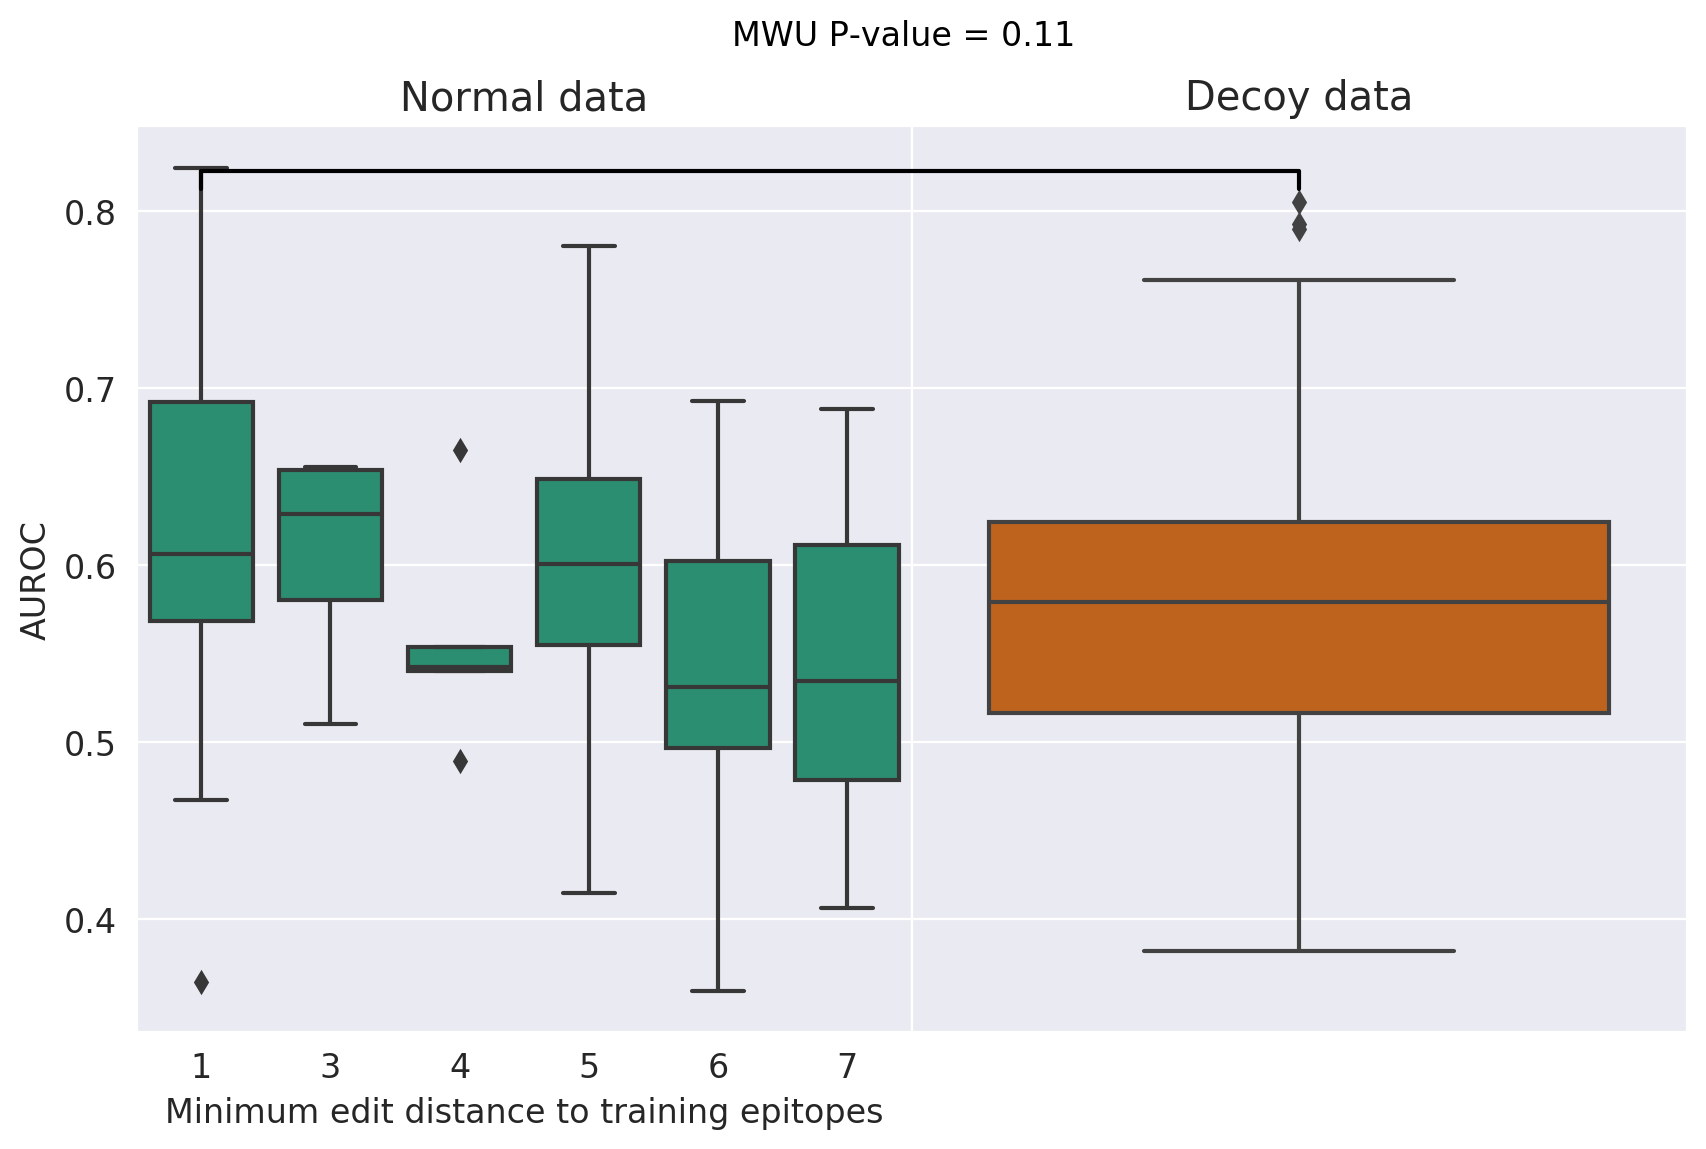 MWU P-value = 0.11
Normal data
Decoy data
AUROC
0.8
0.7
0.6
0.5
0.4
1 3 4 5 6 7
Minimum edit distance to training epitopes